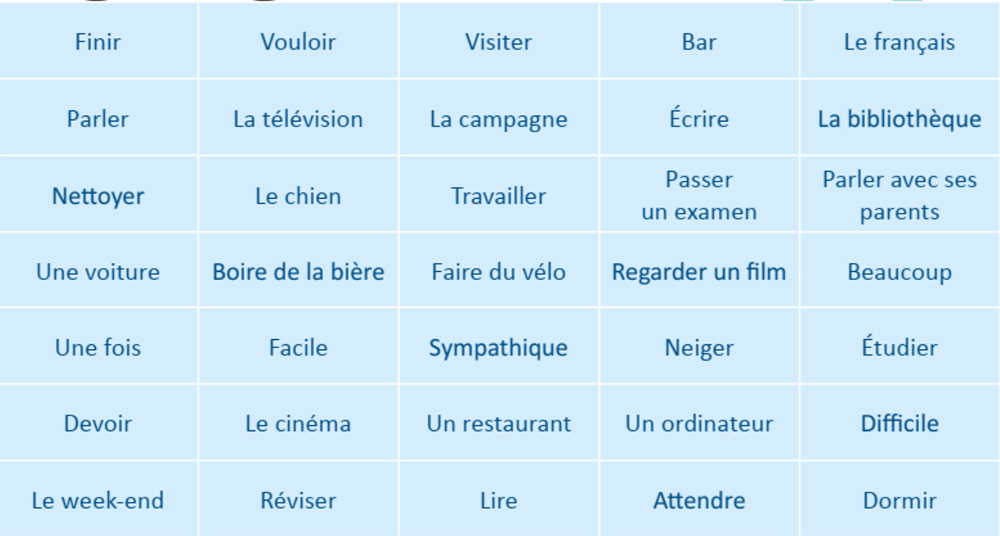 Finir Vouloir Visiter Bar Le français
Parler La télévision La campagne Écrire La bibliothèque
Nettoyer Le chien Travailler Passer un examen Parler avec ses parents
Une voiture Boire de la bière Faire du vélo Regarder un film Beaucoup
Une fois Facile Sympathique Neiger Étudier
Devoir Le cinéma Un restaurant Un ordinateur Difficile
Le week-end Réviser Lire Attendre Dormir